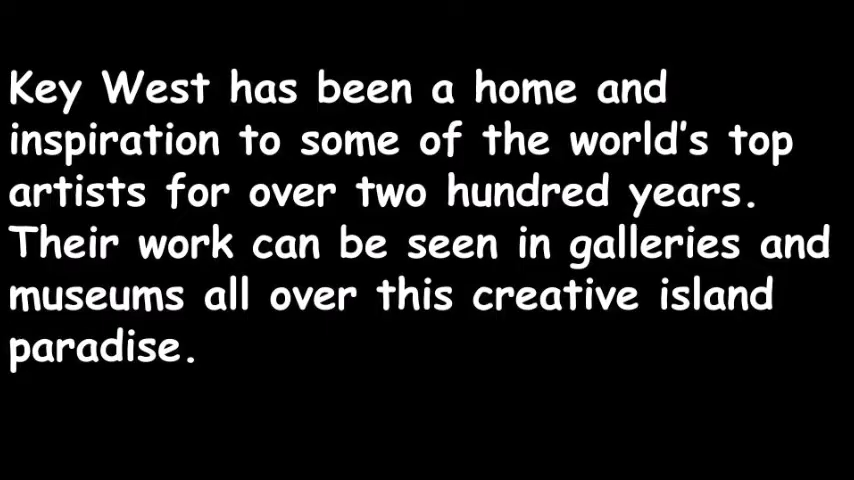 Key West has been a home and
inspiration to some of the world's top
artists for over two hundred years.
Their work can be seen in galleries and
museums all over this creative island
paradise.